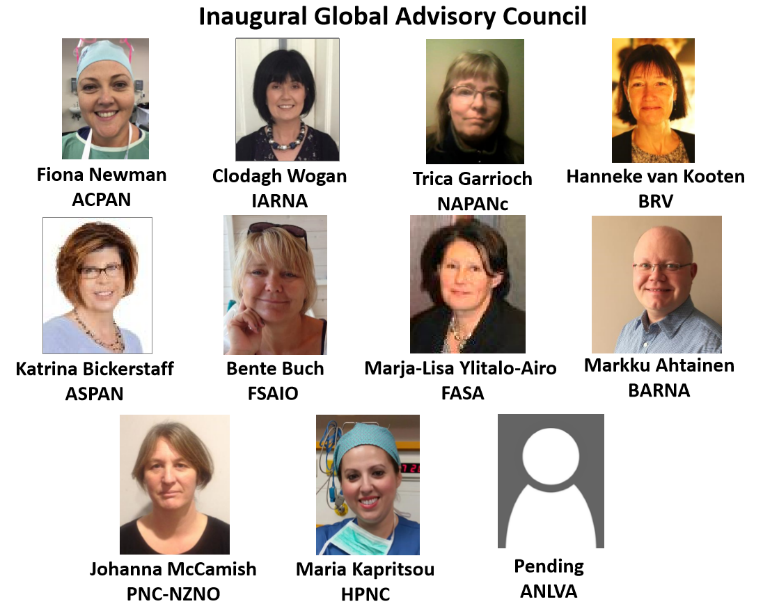 Inaugural Global Advisory Council
Fiona Newman
ACPAN
Clodagh Wogan
IARNA
Trica Garrioch
NAPANc
Hanneke van Kooten
BRV
Katrina Bickerstaff
ASPAN
Bente Buch
FSAIO
Marja-Lisa Ylitalo-Airo
FASA
Markku Ahtainen
BARNA
Johanna McCamish
PNC-NZNO
Maria Kapritsou
HPNC
Pending
ANLVA